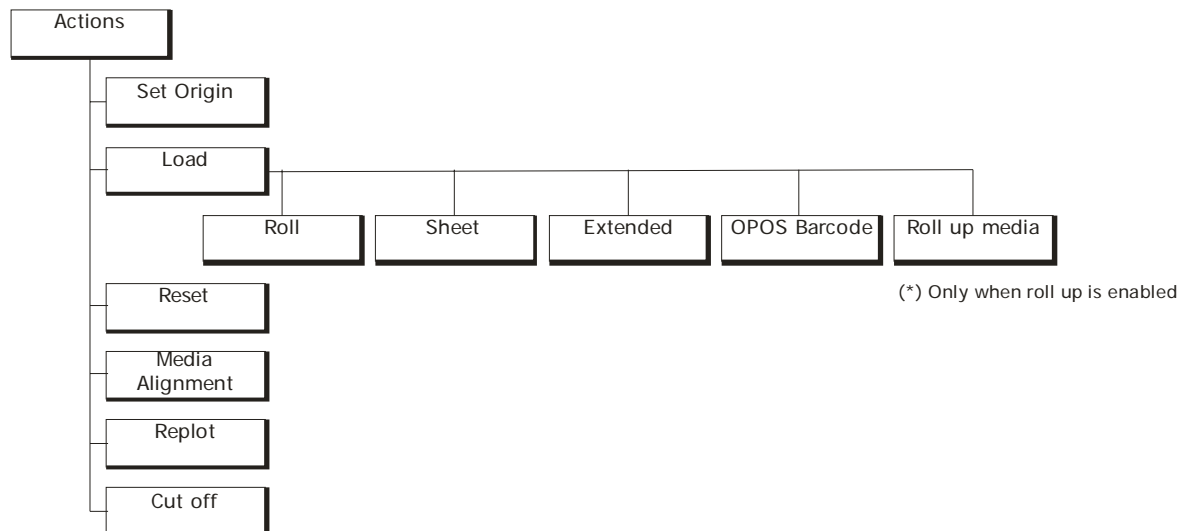 Actions
Set Origin
Load
Roll
Sheet
Extended
OPOS Barcode
Roll up media
(*) Only when roll up is enabled
Reset
Media
Alignment
Replot
Cut off